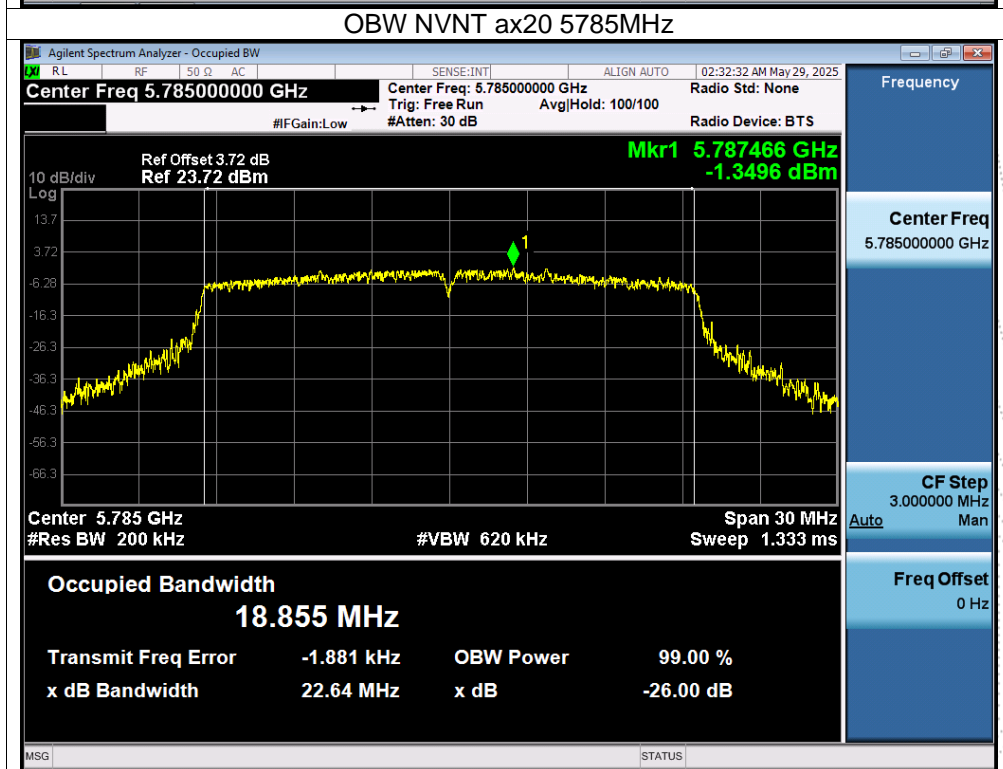 OBW NVNT ax20 5785MHz
Agilent Spectrum Analyzer - Occupied BW
LXI RL RF 50 Ω AC SENSE:INT ALIGN AUTO 02:32:32 AM May 29, 2025
Center Freq 5.785000000 GHz
Center Freq: 5.785000000 GHz Radio Std: None
Trig: Free Run Avg|Hold: 100/100
#IFGain:Low #Atten: 30 dB Radio Device: BTS
Frequency
Mkr1 5.787466 GHz
-1.3496 dBm
Ref Offset 3.72 dB
10 dB/div Ref 23.72 dBm
Log
13.7
3.72
-6.28
-16.3
-26.3
-36.3
-46.3
-56.3
-66.3
1
Center 5.785 GHz Span 30 MHz
#Res BW 200 kHz #VBW 620 kHz Sweep 1.333 ms
Center Freq
5.785000000 GHz
CF Step
3.000000 MHz
Auto Man
Freq Offset
0 Hz
Occupied Bandwidth
18.855 MHz
Transmit Freq Error -1.881 kHz OBW Power 99.00 %
x dB Bandwidth 22.64 MHz x dB -26.00 dB
MSG STATUS